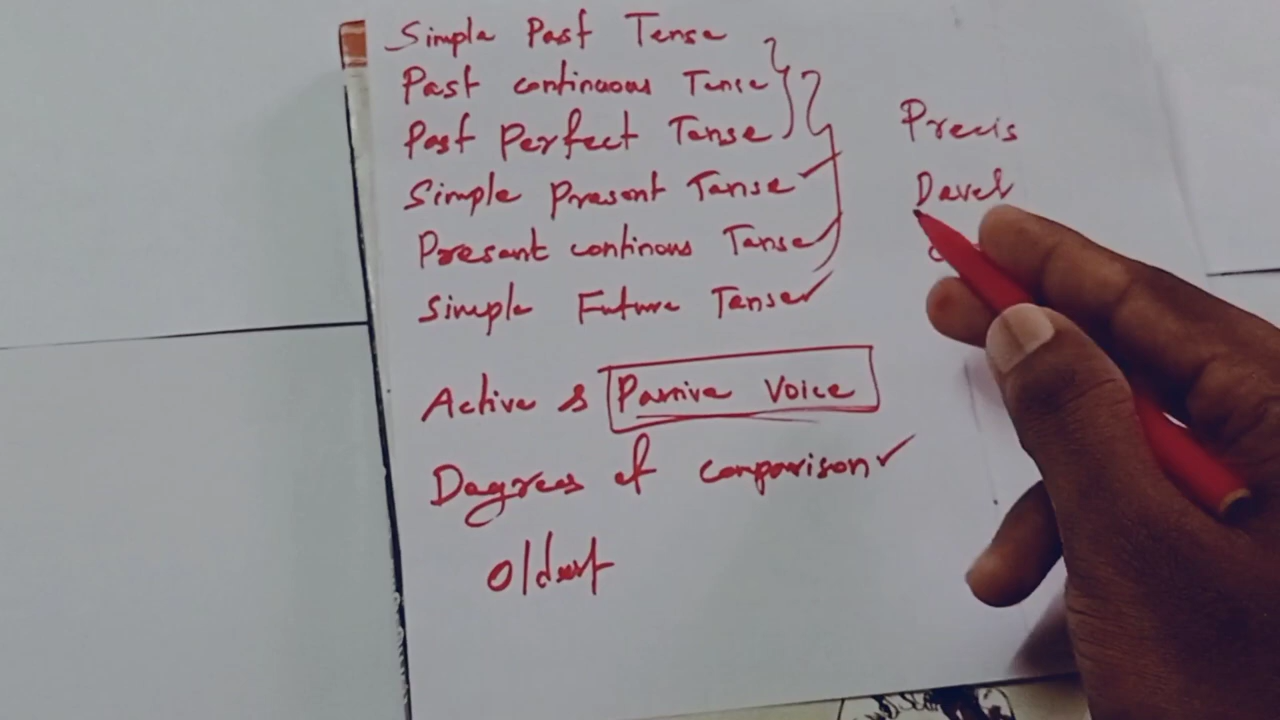 Simple Past Tense
Past continuous Tense
Past Perfect Tense
Simple Present Tense
Present continous Tense
Simple Future Tense
Active & Passive Voice
Degrees of comparison
Oldest
Precis
Devel